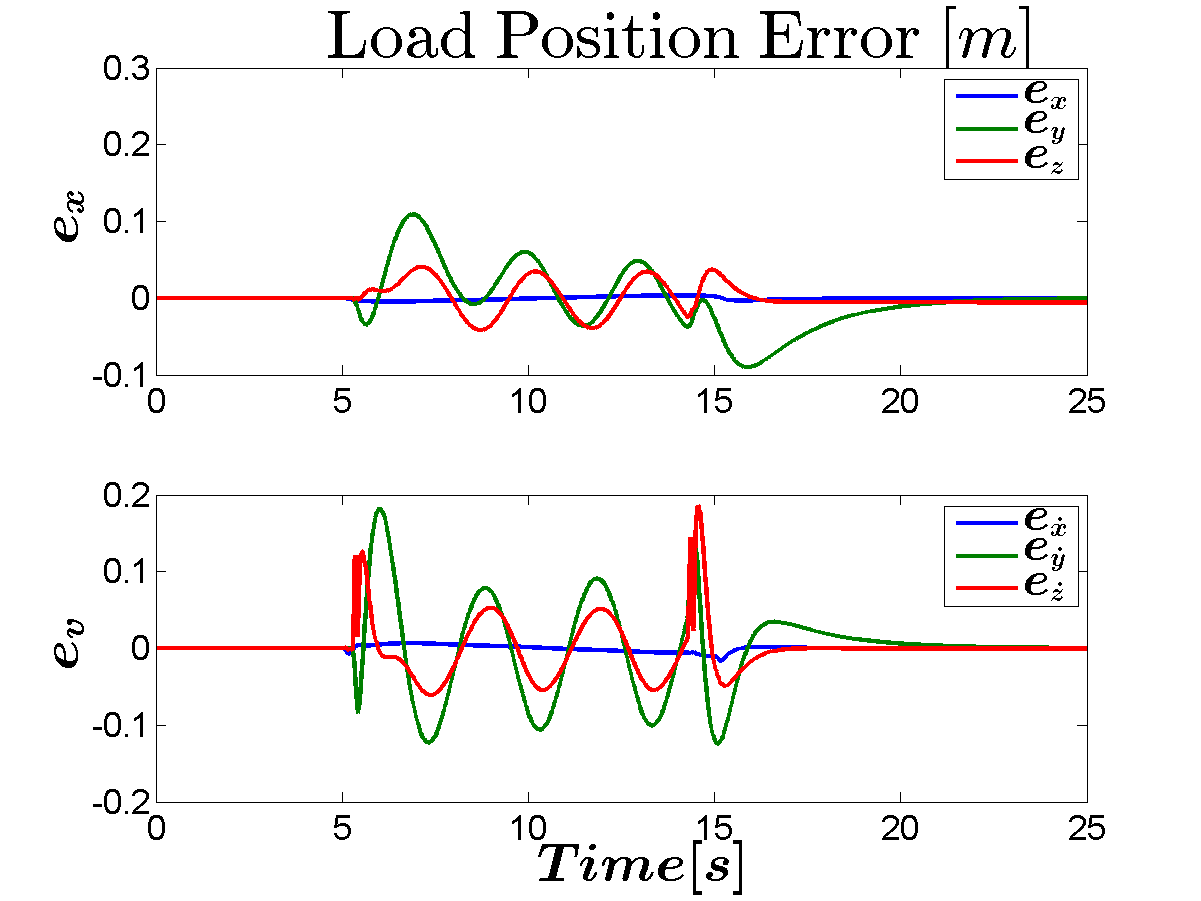 Load Position Error [m]
0.3
0.2
0.1
0
-0.1
e_x
e_x
e_y
e_z
0 5 10 15 20 25
0.2
0.1
0
-0.1
-0.2
e_v
e_ẋ
e_ẏ
e_ż
0 5 10 15 20 25
Time[s]